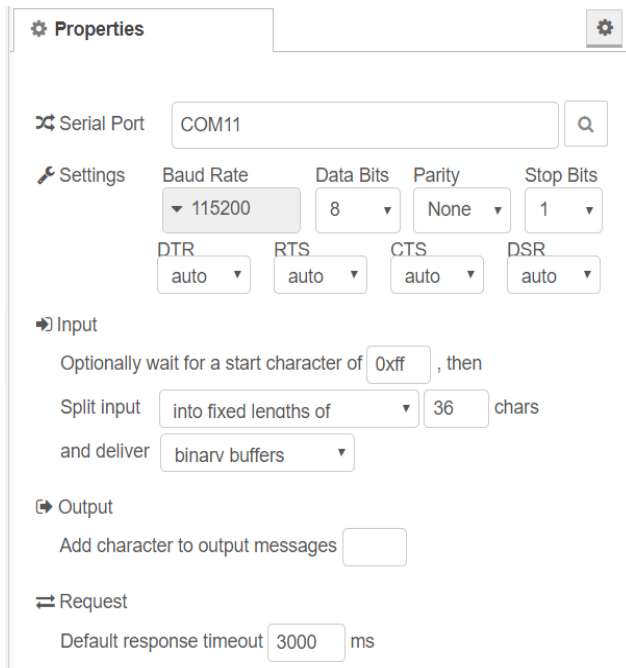 Properties
Serial Port COM11
Settings Baud Rate Data Bits Parity Stop Bits
115200 8 None 1
DTR RTS CTS DSR
auto auto auto auto
Input
Optionally wait for a start character of 0xff , then
Split input into fixed lengths of 36 chars
and deliver binary buffers
Output
Add character to output messages
Request
Default response timeout 3000 ms